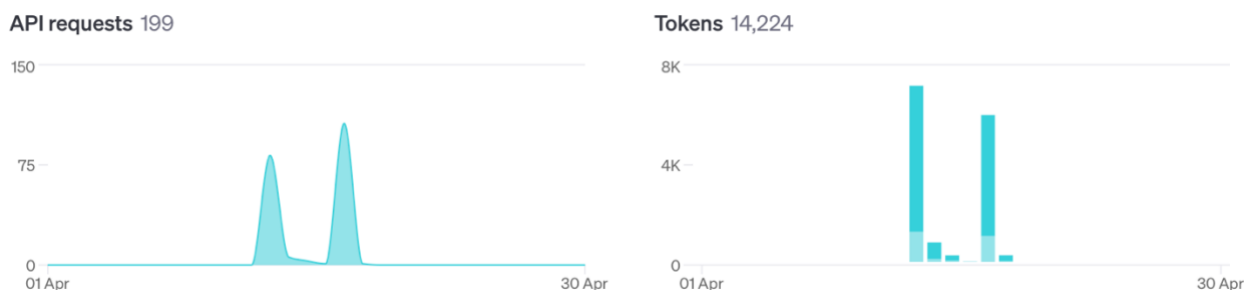 API requests 199
150
75
0
01 Apr
30 Apr
Tokens 14,224
8K
4K
0
01 Apr
30 Apr